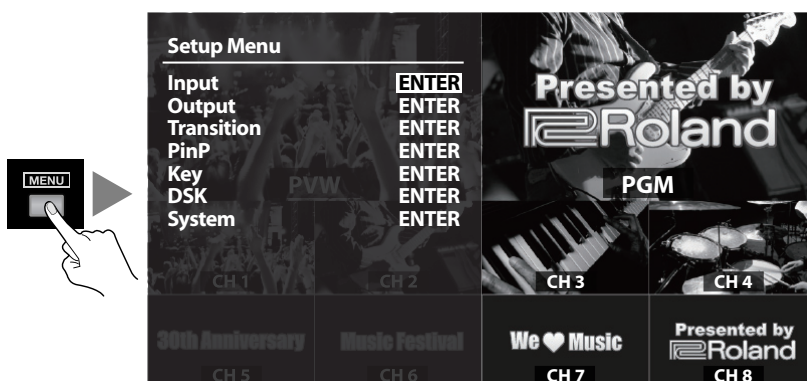 Setup Menu
Input ENTER
Output ENTER
Transition ENTER
PinP ENTER
Key ENTER
DSK ENTER
System ENTER
PVW
Presented by
Roland
PGM
MENU
CH 1
CH 2
CH 3
CH 4
30th Anniversary
CH 5
Music Festival
CH 6
We ♥ Music
CH 7
Presented by
Roland
CH 8